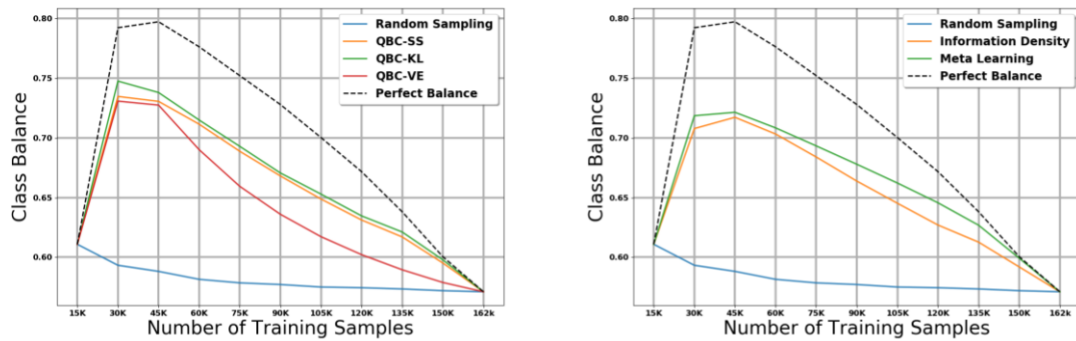 0.80
0.75
0.70
0.65
0.60
Class Balance
Random Sampling
QBC-SS
QBC-KL
QBC-VE
Perfect Balance
15K 30K 45K 60K 75K 90K 105K 120K 135K 150K 162k
Number of Training Samples
0.80
0.75
0.70
0.65
0.60
Class Balance
Random Sampling
Information Density
Meta Learning
Perfect Balance
15K 30K 45K 60K 75K 90K 105K 120K 135K 150K 162k
Number of Training Samples